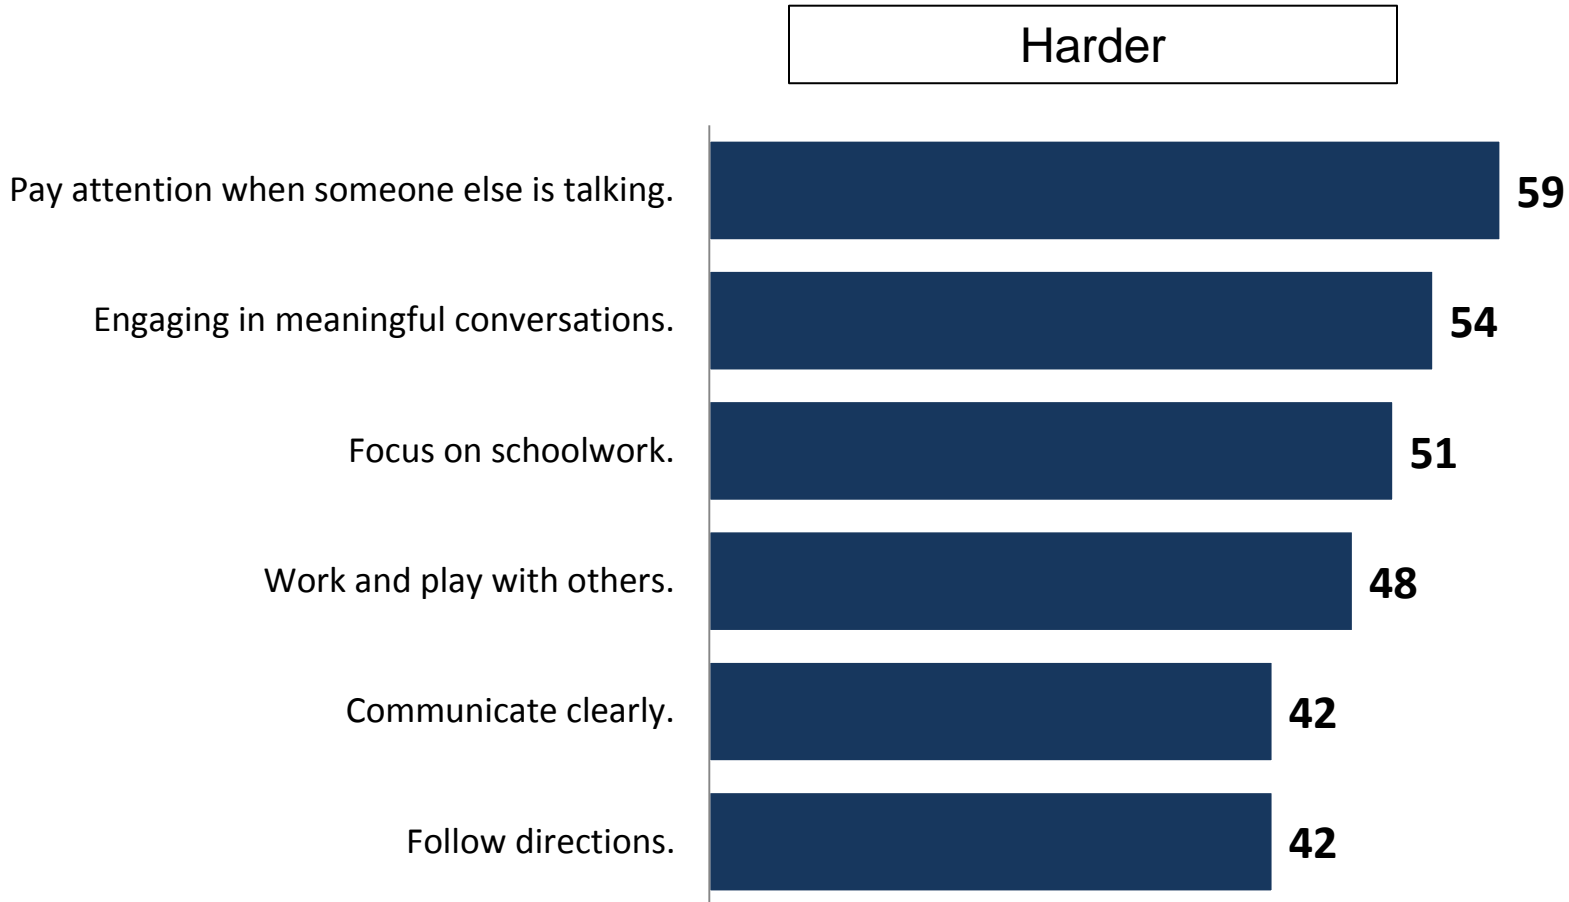 Harder
Pay attention when someone else is talking.
59
Engaging in meaningful conversations.
54
Focus on schoolwork.
51
Work and play with others.
48
Communicate clearly.
42
Follow directions.
42